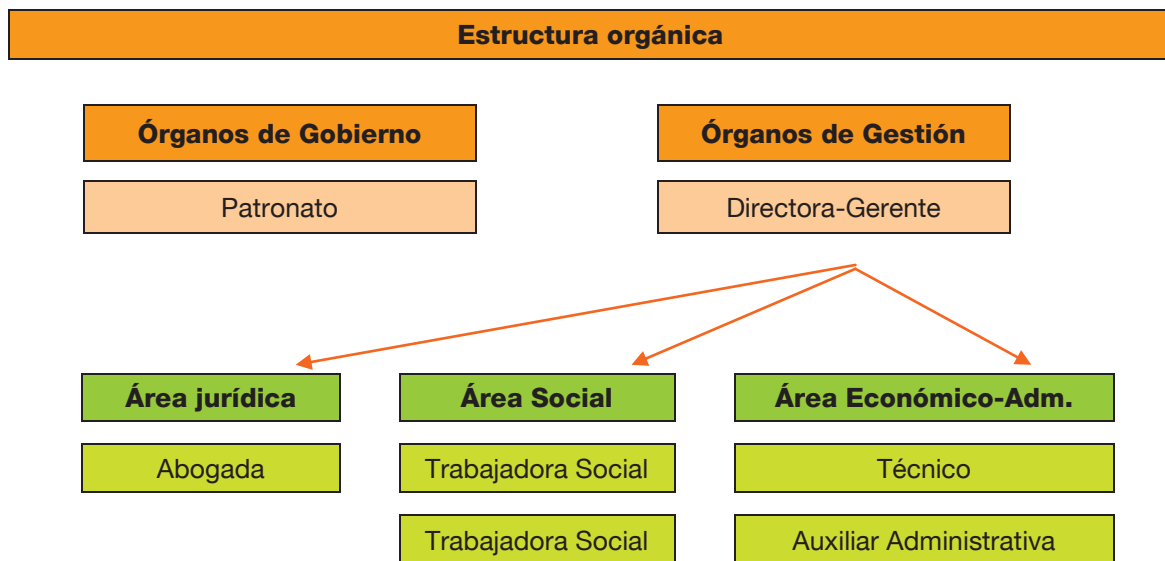 Estructura orgánica
Órganos de Gobierno
Órganos de Gestión
Patronato
Directora-Gerente
Área jurídica
Área Social
Área Económico-Adm.
Abogada
Trabajadora Social
Técnico
Trabajadora Social
Auxiliar Administrativa